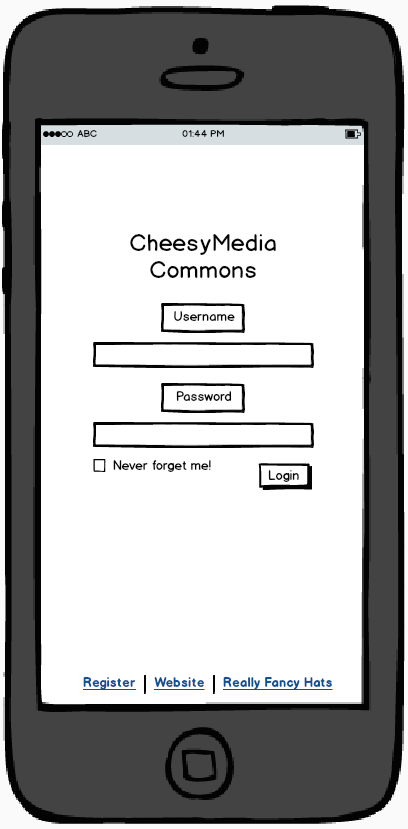 ABC 01:44 PM
CheesyMedia
Commons
Username
Password
Never forget me! Login
Register | Website | Really Fancy Hats